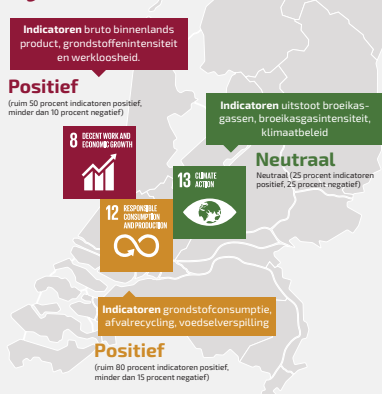 Indicatoren bruto binnenlands
product, grondstoffenintensiteit
en werkloosheid.
Positief
(ruim 50 procent indicatoren positief,
minder dan 10 procent negatief)
8 DECENT WORK AND
ECONOMIC GROWTH
Indicatoren uitstoot broeikas-
gassen, broeikasgasintensiteit,
klimaatbeleid
Neutraal
Neutraal (25 procent indicatoren
positief, 25 procent negatief)
13 CLIMATE
ACTION
12 RESPONSIBLE
CONSUMPTION
AND PRODUCTION
Indicatoren grondstofconsumptie,
afvalrecycling, voedselverspilling
Positief
(ruim 80 procent indicatoren positief,
minder dan 15 procent negatief)